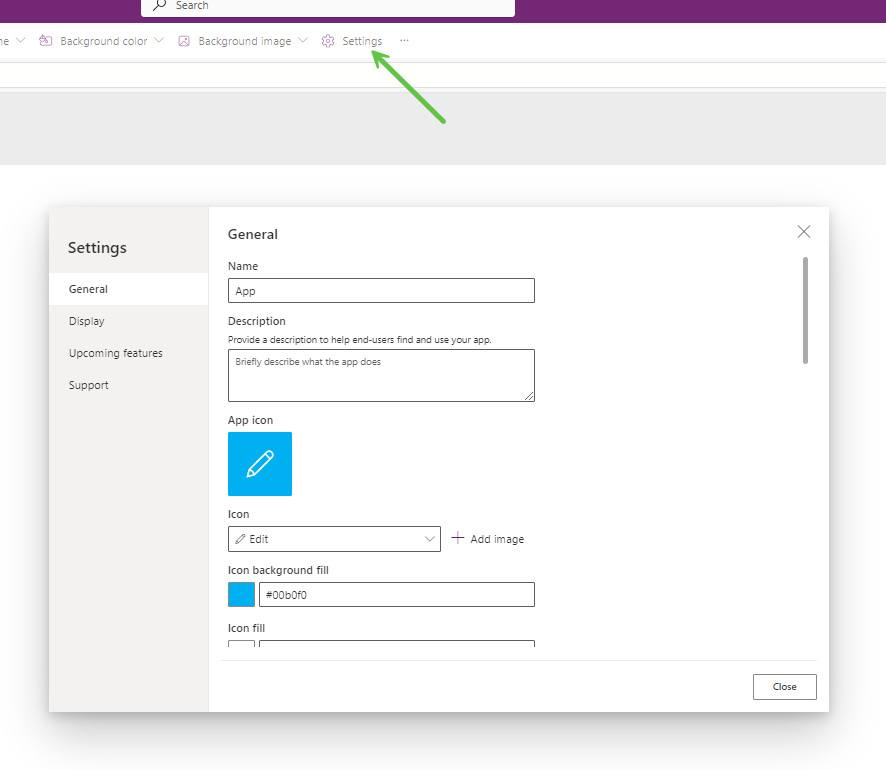 Search
Background color
Background image
Settings
...
Settings
General
Display
Upcoming features
Support
General
Name
App
Description
Provide a description to help end-users find and use your app.
Briefly describe what the app does
App icon
Icon
Edit
Add image
Icon background fill
#00b0f0
Icon fill
Close